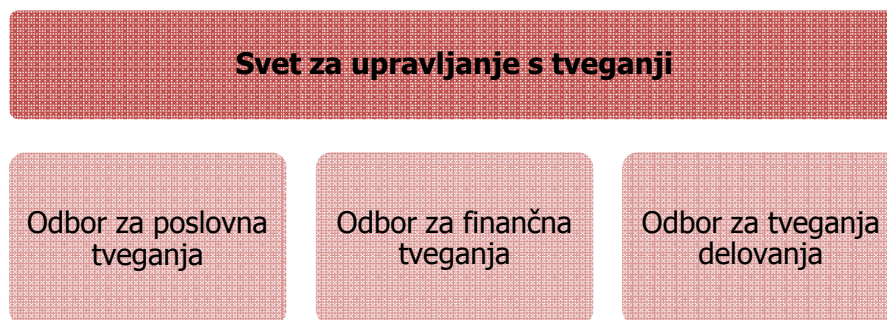 Svet za upravljanje s tveganji
Odbor za poslovna
tveganja
Odbor za finančna
tveganja
Odbor za tveganja
delovanja